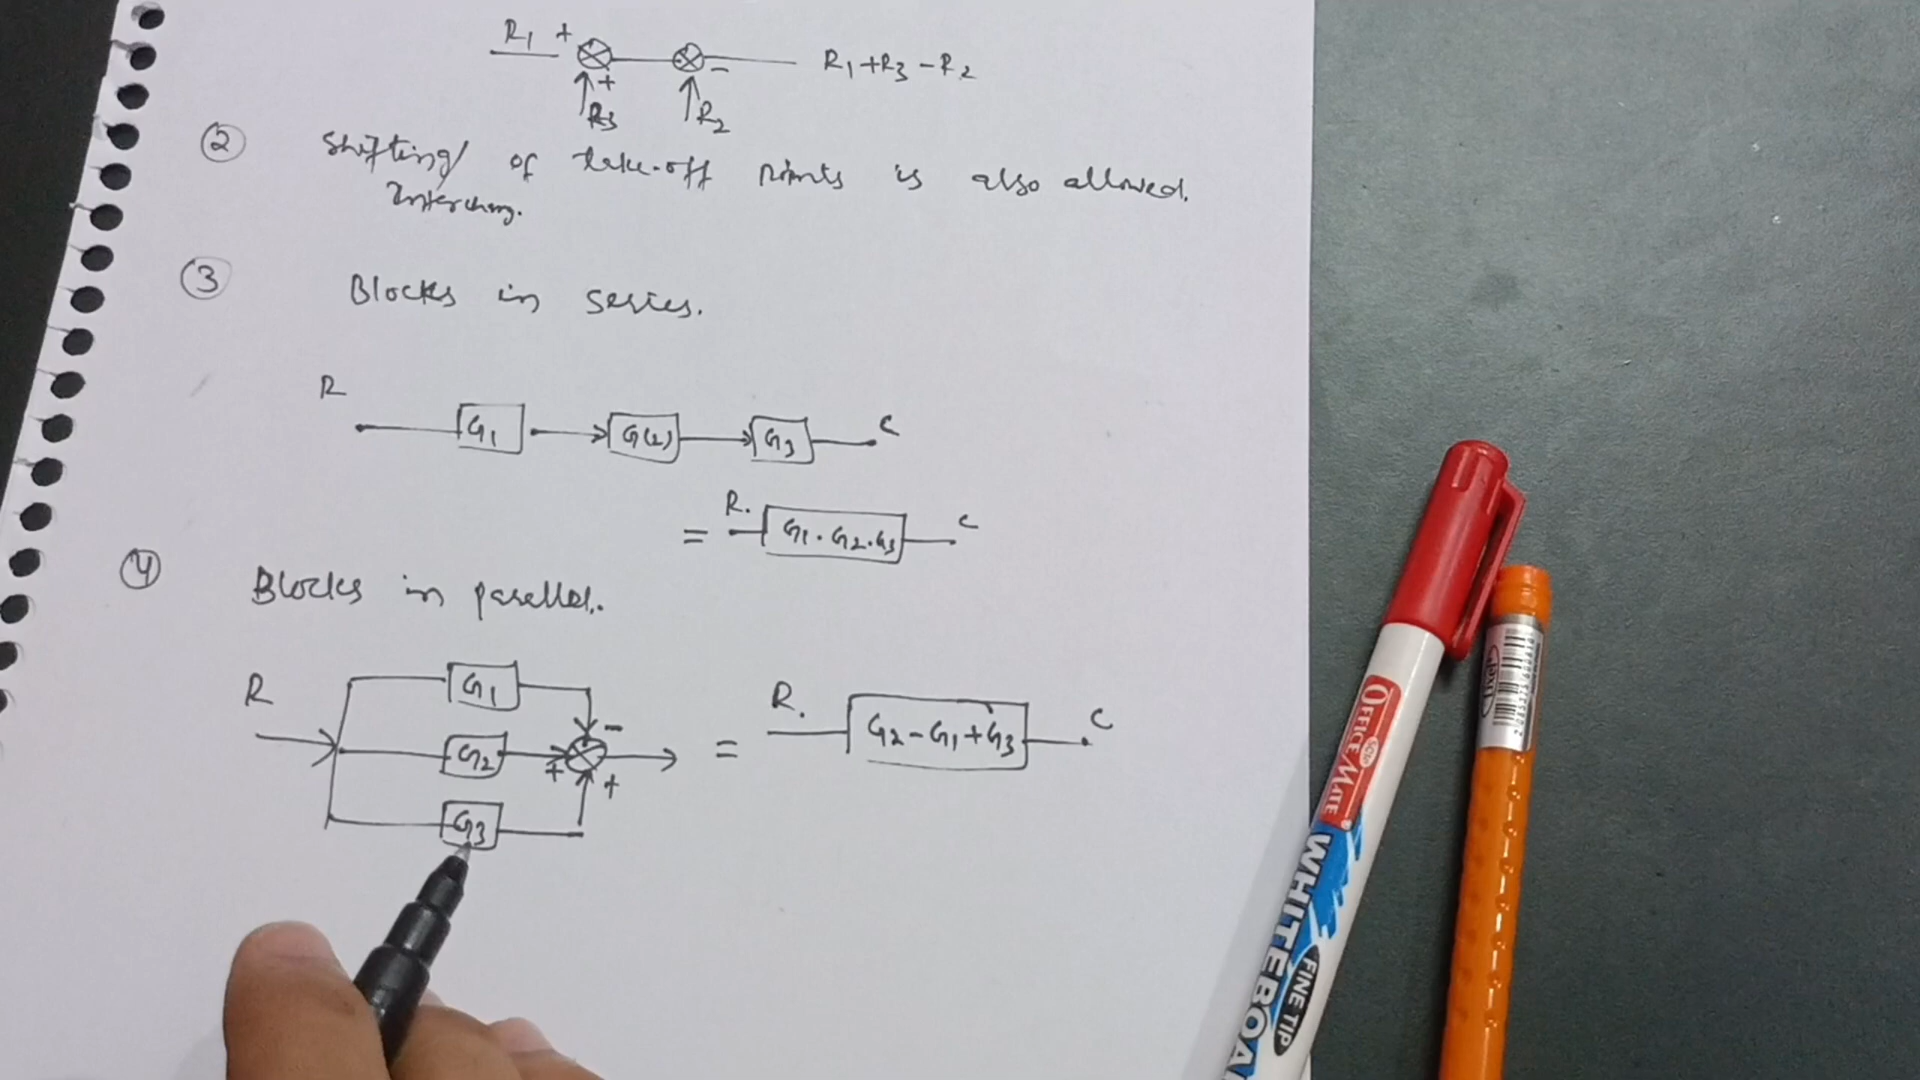 R1 + + R3 - R2 R1+R3-R2
② Shifting/ of take-off points is also allowed.
Interchang.
③ Blocks in series.
R G1 G(2) G3 C
= R. G1.G2.G3 C
④ Blocks in parallel.
R G1 - G2 + G3 + = R. G2-G1+G3 C
OFFICE MATE
SOFT
WHITEBOA
FINE TIP